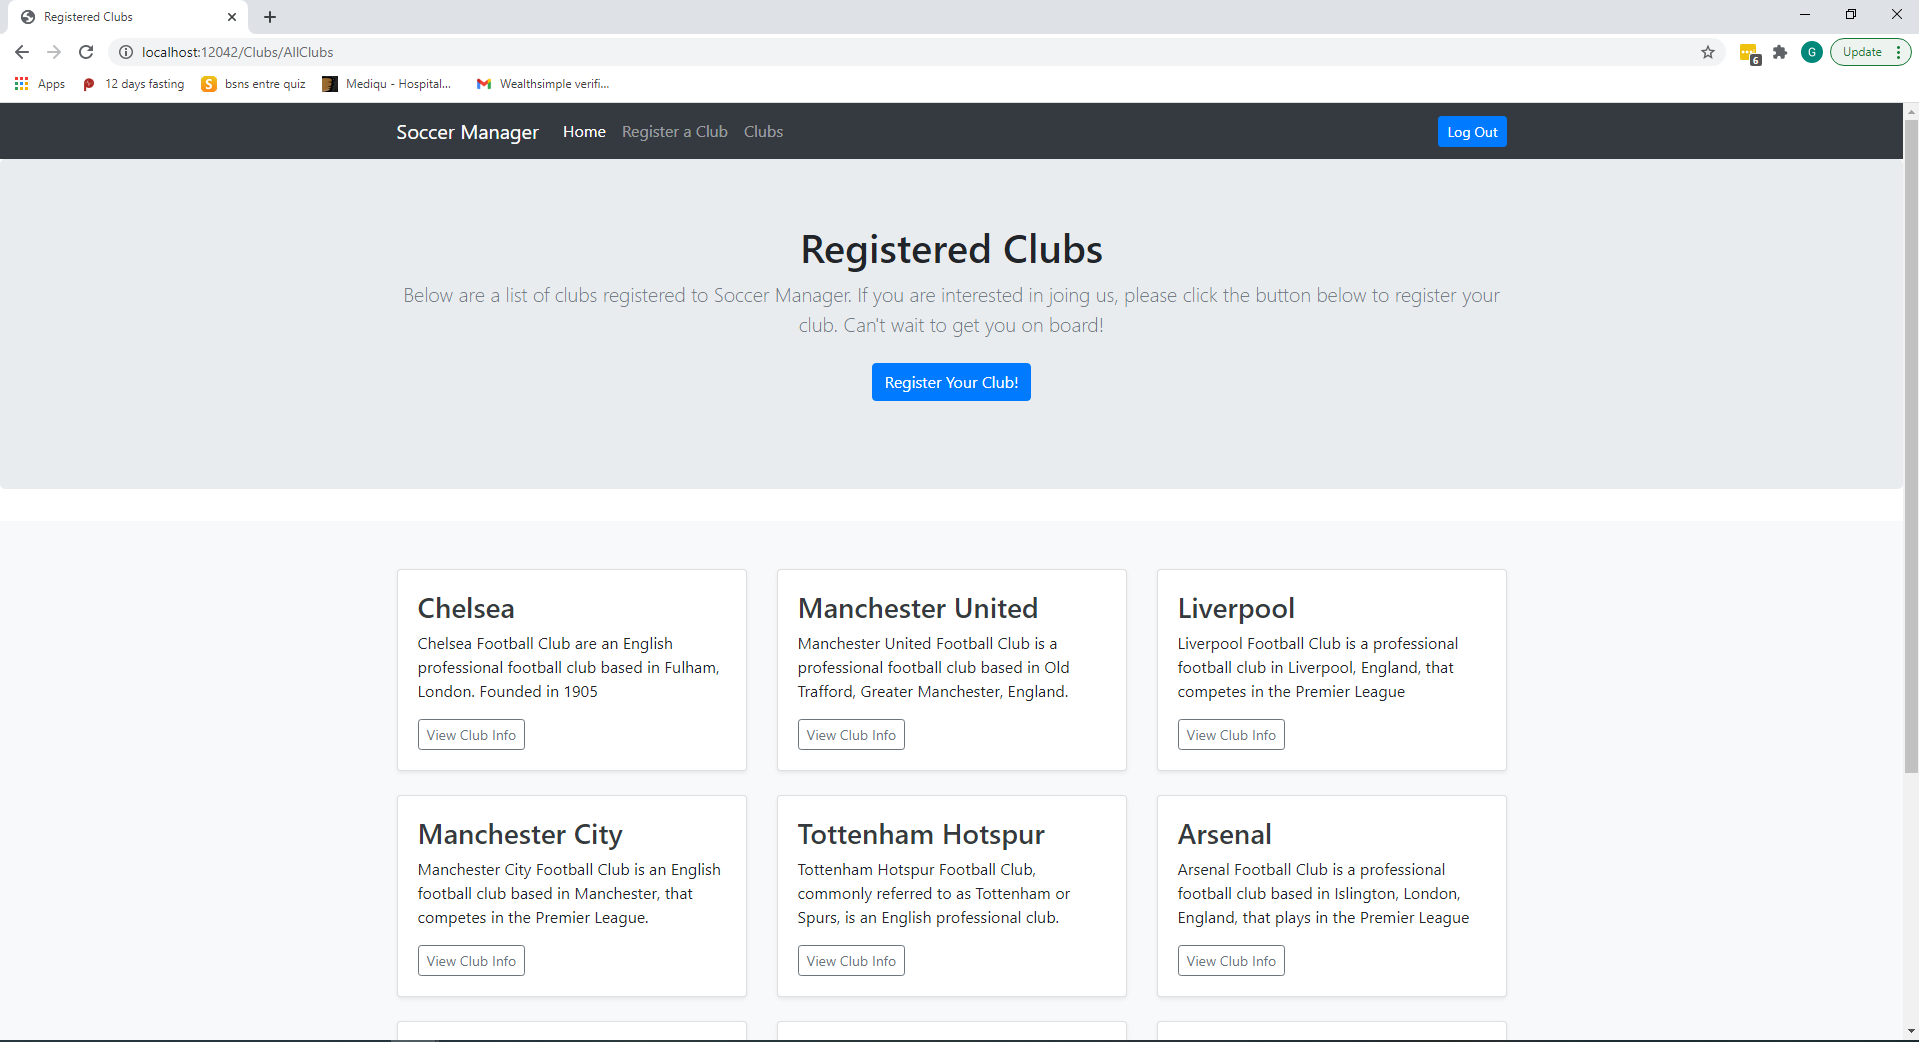 Registered Clubs
localhost:12042/Clubs/AllClubs
6
G
Update
Apps
12 days fasting
S
bsns entre quiz
Mediqu - Hospital...
Wealthsimple verifi...
Soccer Manager
Home
Register a Club
Clubs
Log Out
Registered Clubs
Below are a list of clubs registered to Soccer Manager. If you are interested in joing us, please click the button below to register your
club. Can't wait to get you on board!
Register Your Club!
Chelsea
Chelsea Football Club are an English
professional football club based in Fulham,
London. Founded in 1905
View Club Info
Manchester United
Manchester United Football Club is a
professional football club based in Old
Trafford, Greater Manchester, England.
View Club Info
Liverpool
Liverpool Football Club is a professional
football club in Liverpool, England, that
competes in the Premier League
View Club Info
Manchester City
Manchester City Football Club is an English
football club based in Manchester, that
competes in the Premier League.
View Club Info
Tottenham Hotspur
Tottenham Hotspur Football Club,
commonly referred to as Tottenham or
Spurs, is an English professional club.
View Club Info
Arsenal
Arsenal Football Club is a professional
football club based in Islington, London,
England, that plays in the Premier League
View Club Info